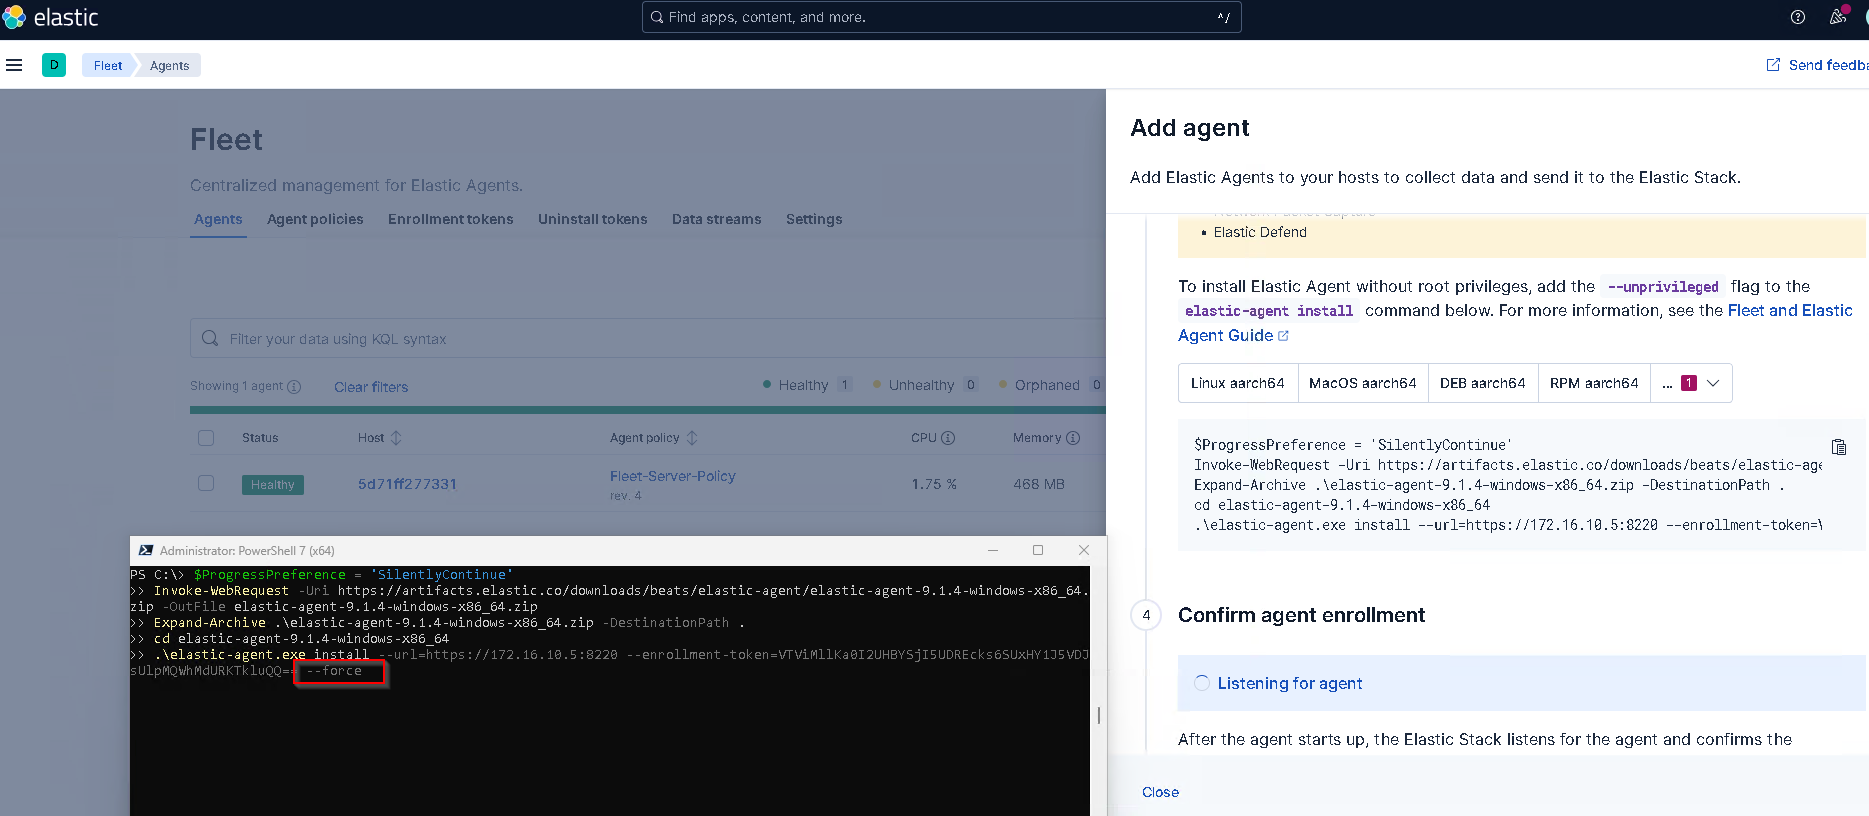 elastic
Find apps, content, and more.
^/
D
Fleet
Agents
Send feedba
Fleet
Centralized management for Elastic Agents.
Agents
Agent policies
Enrollment tokens
Uninstall tokens
Data streams
Settings
Filter your data using KQL syntax
Showing 1 agent
Clear filters
Healthy 1
Unhealthy 0
Orphaned 0
Status
Host
Agent policy
CPU
Memory
Healthy
5d71ff277331
Fleet-Server-Policy
rev. 4
1.75 %
468 MB
Administrator: PowerShell 7 (x64)
PS C:\> $ProgressPreference = 'SilentlyContinue'
>> Invoke-WebRequest -Uri https://artifacts.elastic.co/downloads/beats/elastic-agent/elastic-agent-9.1.4-windows-x86_64.
zip -OutFile elastic-agent-9.1.4-windows-x86_64.zip
>> Expand-Archive .\elastic-agent-9.1.4-windows-x86_64.zip -DestinationPath .
>> cd elastic-agent-9.1.4-windows-x86_64
>> .\elastic-agent.exe install --url=https://172.16.10.5:8220 --enrollment-token=
--force
Add agent
Add Elastic Agents to your hosts to collect data and send it to the Elastic Stack.
Network Packet Capture
• Elastic Defend
To install Elastic Agent without root privileges, add the --unprivileged flag to the
elastic-agent install command below. For more information, see the Fleet and Elastic
Agent Guide
Linux aarch64
MacOS aarch64
DEB aarch64
RPM aarch64
... 1
$ProgressPreference = 'SilentlyContinue'
Invoke-WebRequest -Uri https://artifacts.elastic.co/downloads/beats/elastic-age
Expand-Archive .\elastic-agent-9.1.4-windows-x86_64.zip -DestinationPath .
cd elastic-agent-9.1.4-windows-x86_64
.\elastic-agent.exe install --url=https://172.16.10.5:8220 --enrollment-token=
4
Confirm agent enrollment
Listening for agent
After the agent starts up, the Elastic Stack listens for the agent and confirms the
Close